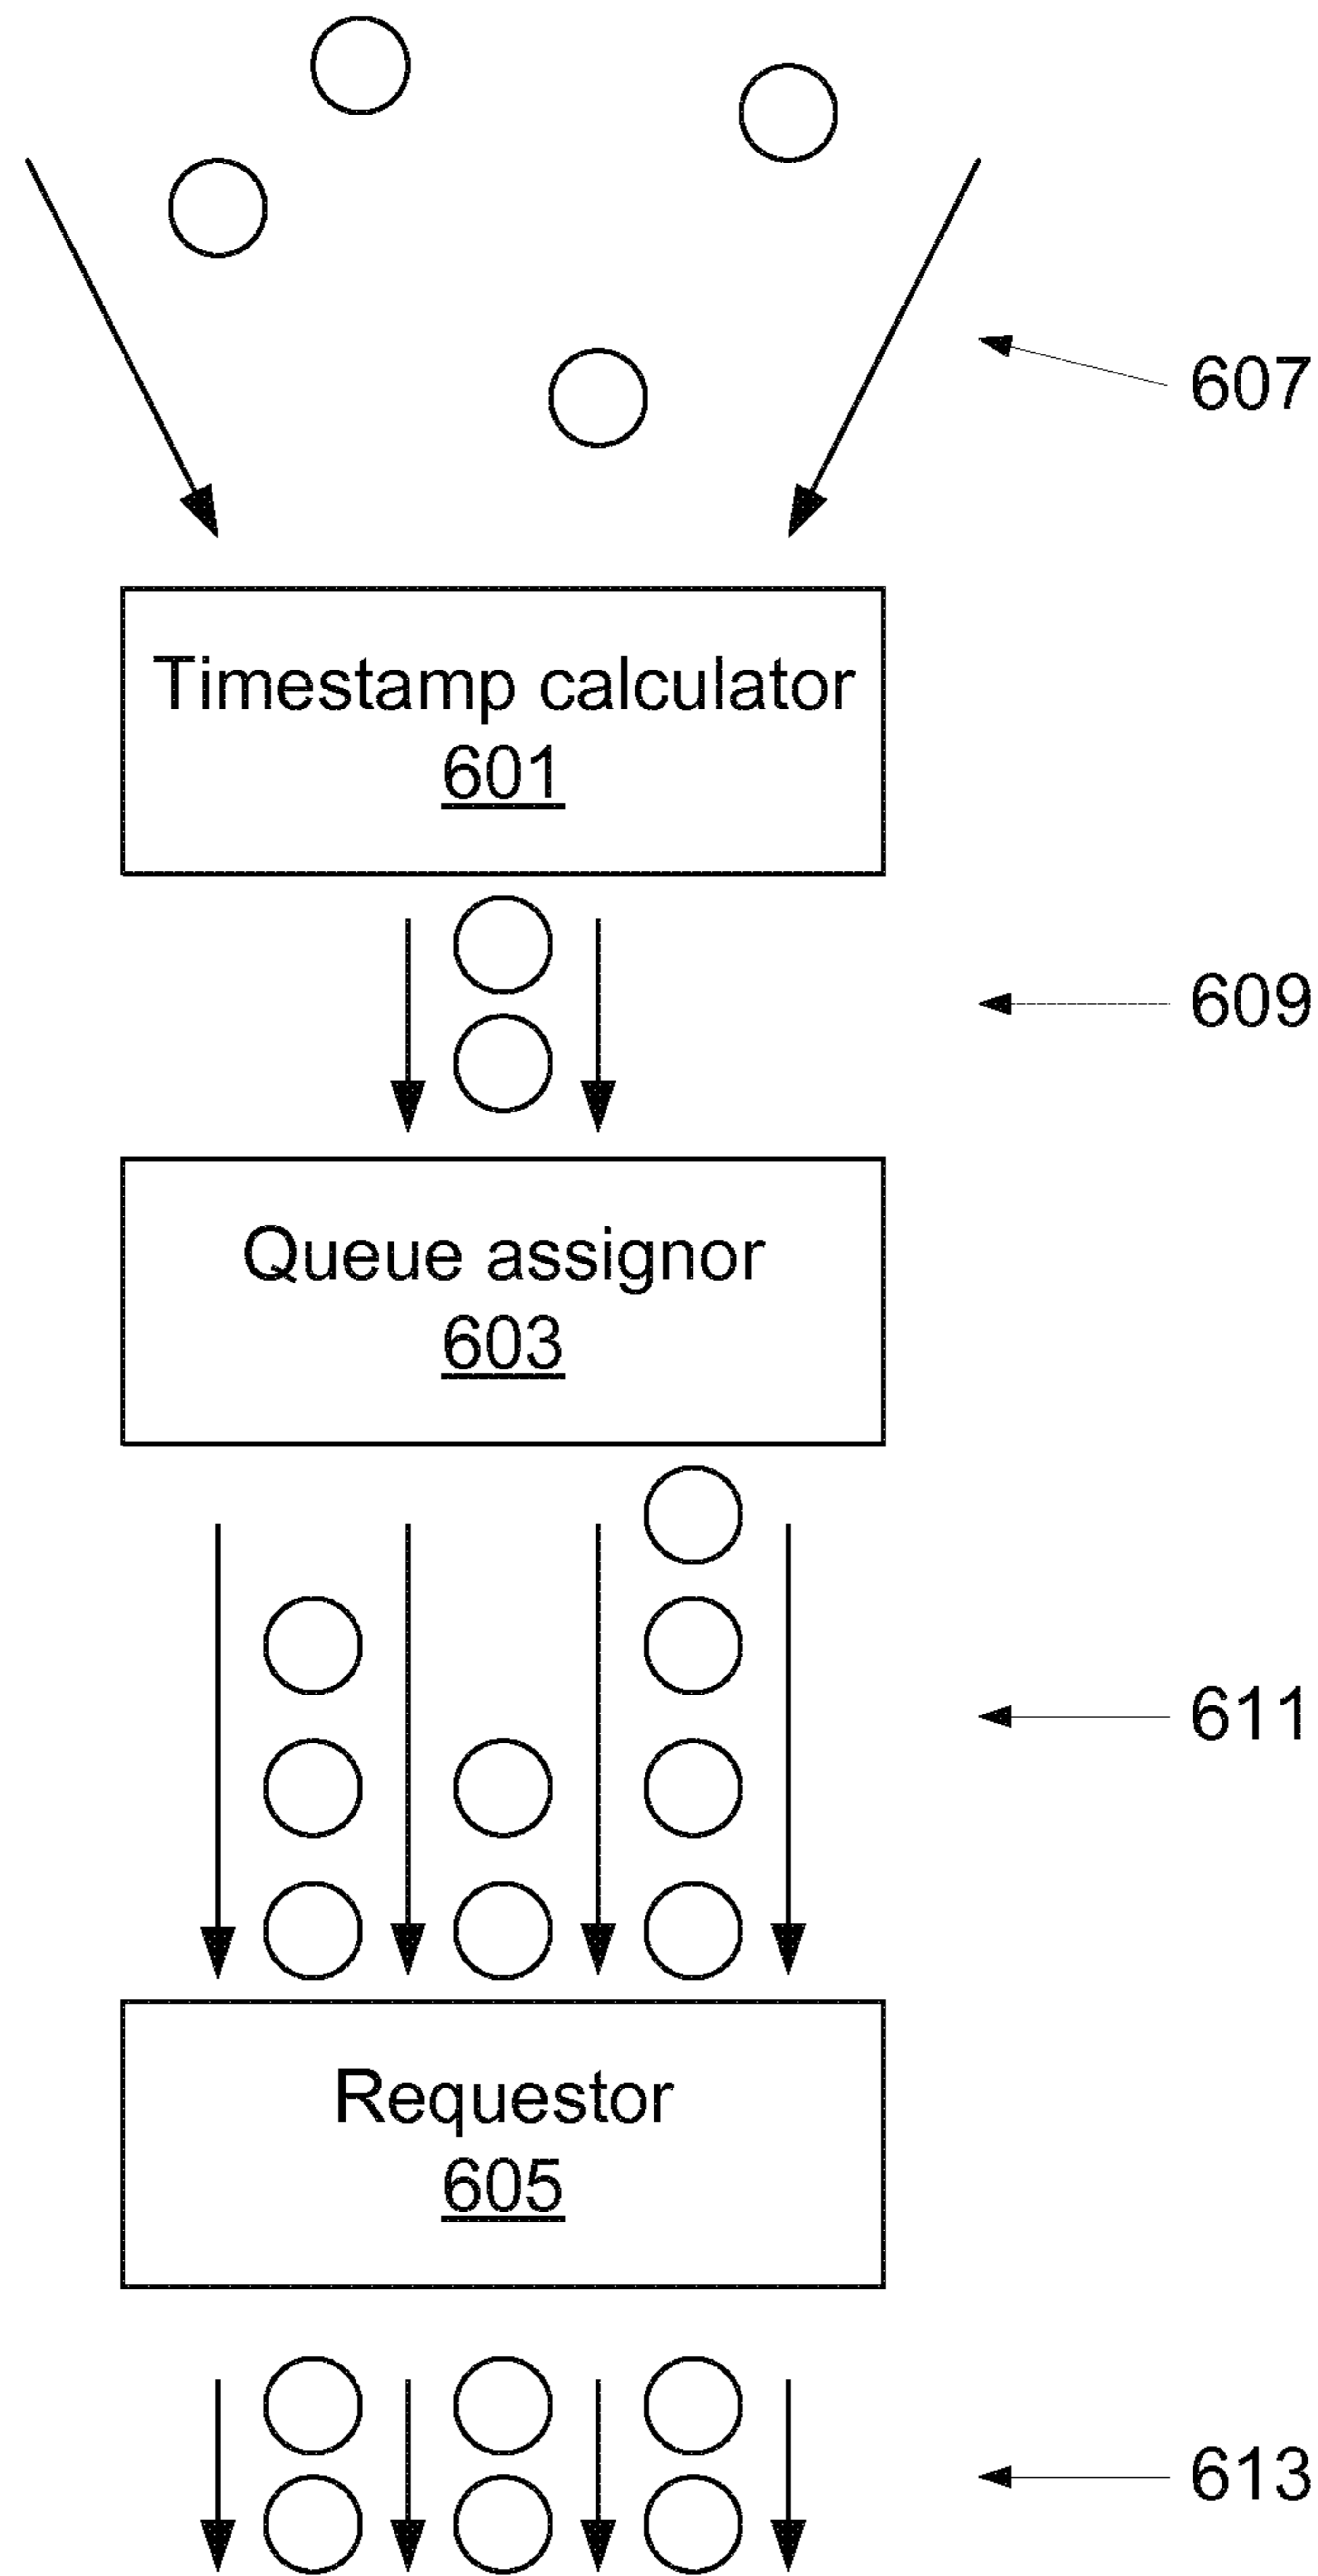 607
Timestamp calculator
601
609
Queue assignor
603
611
Requestor
605
613